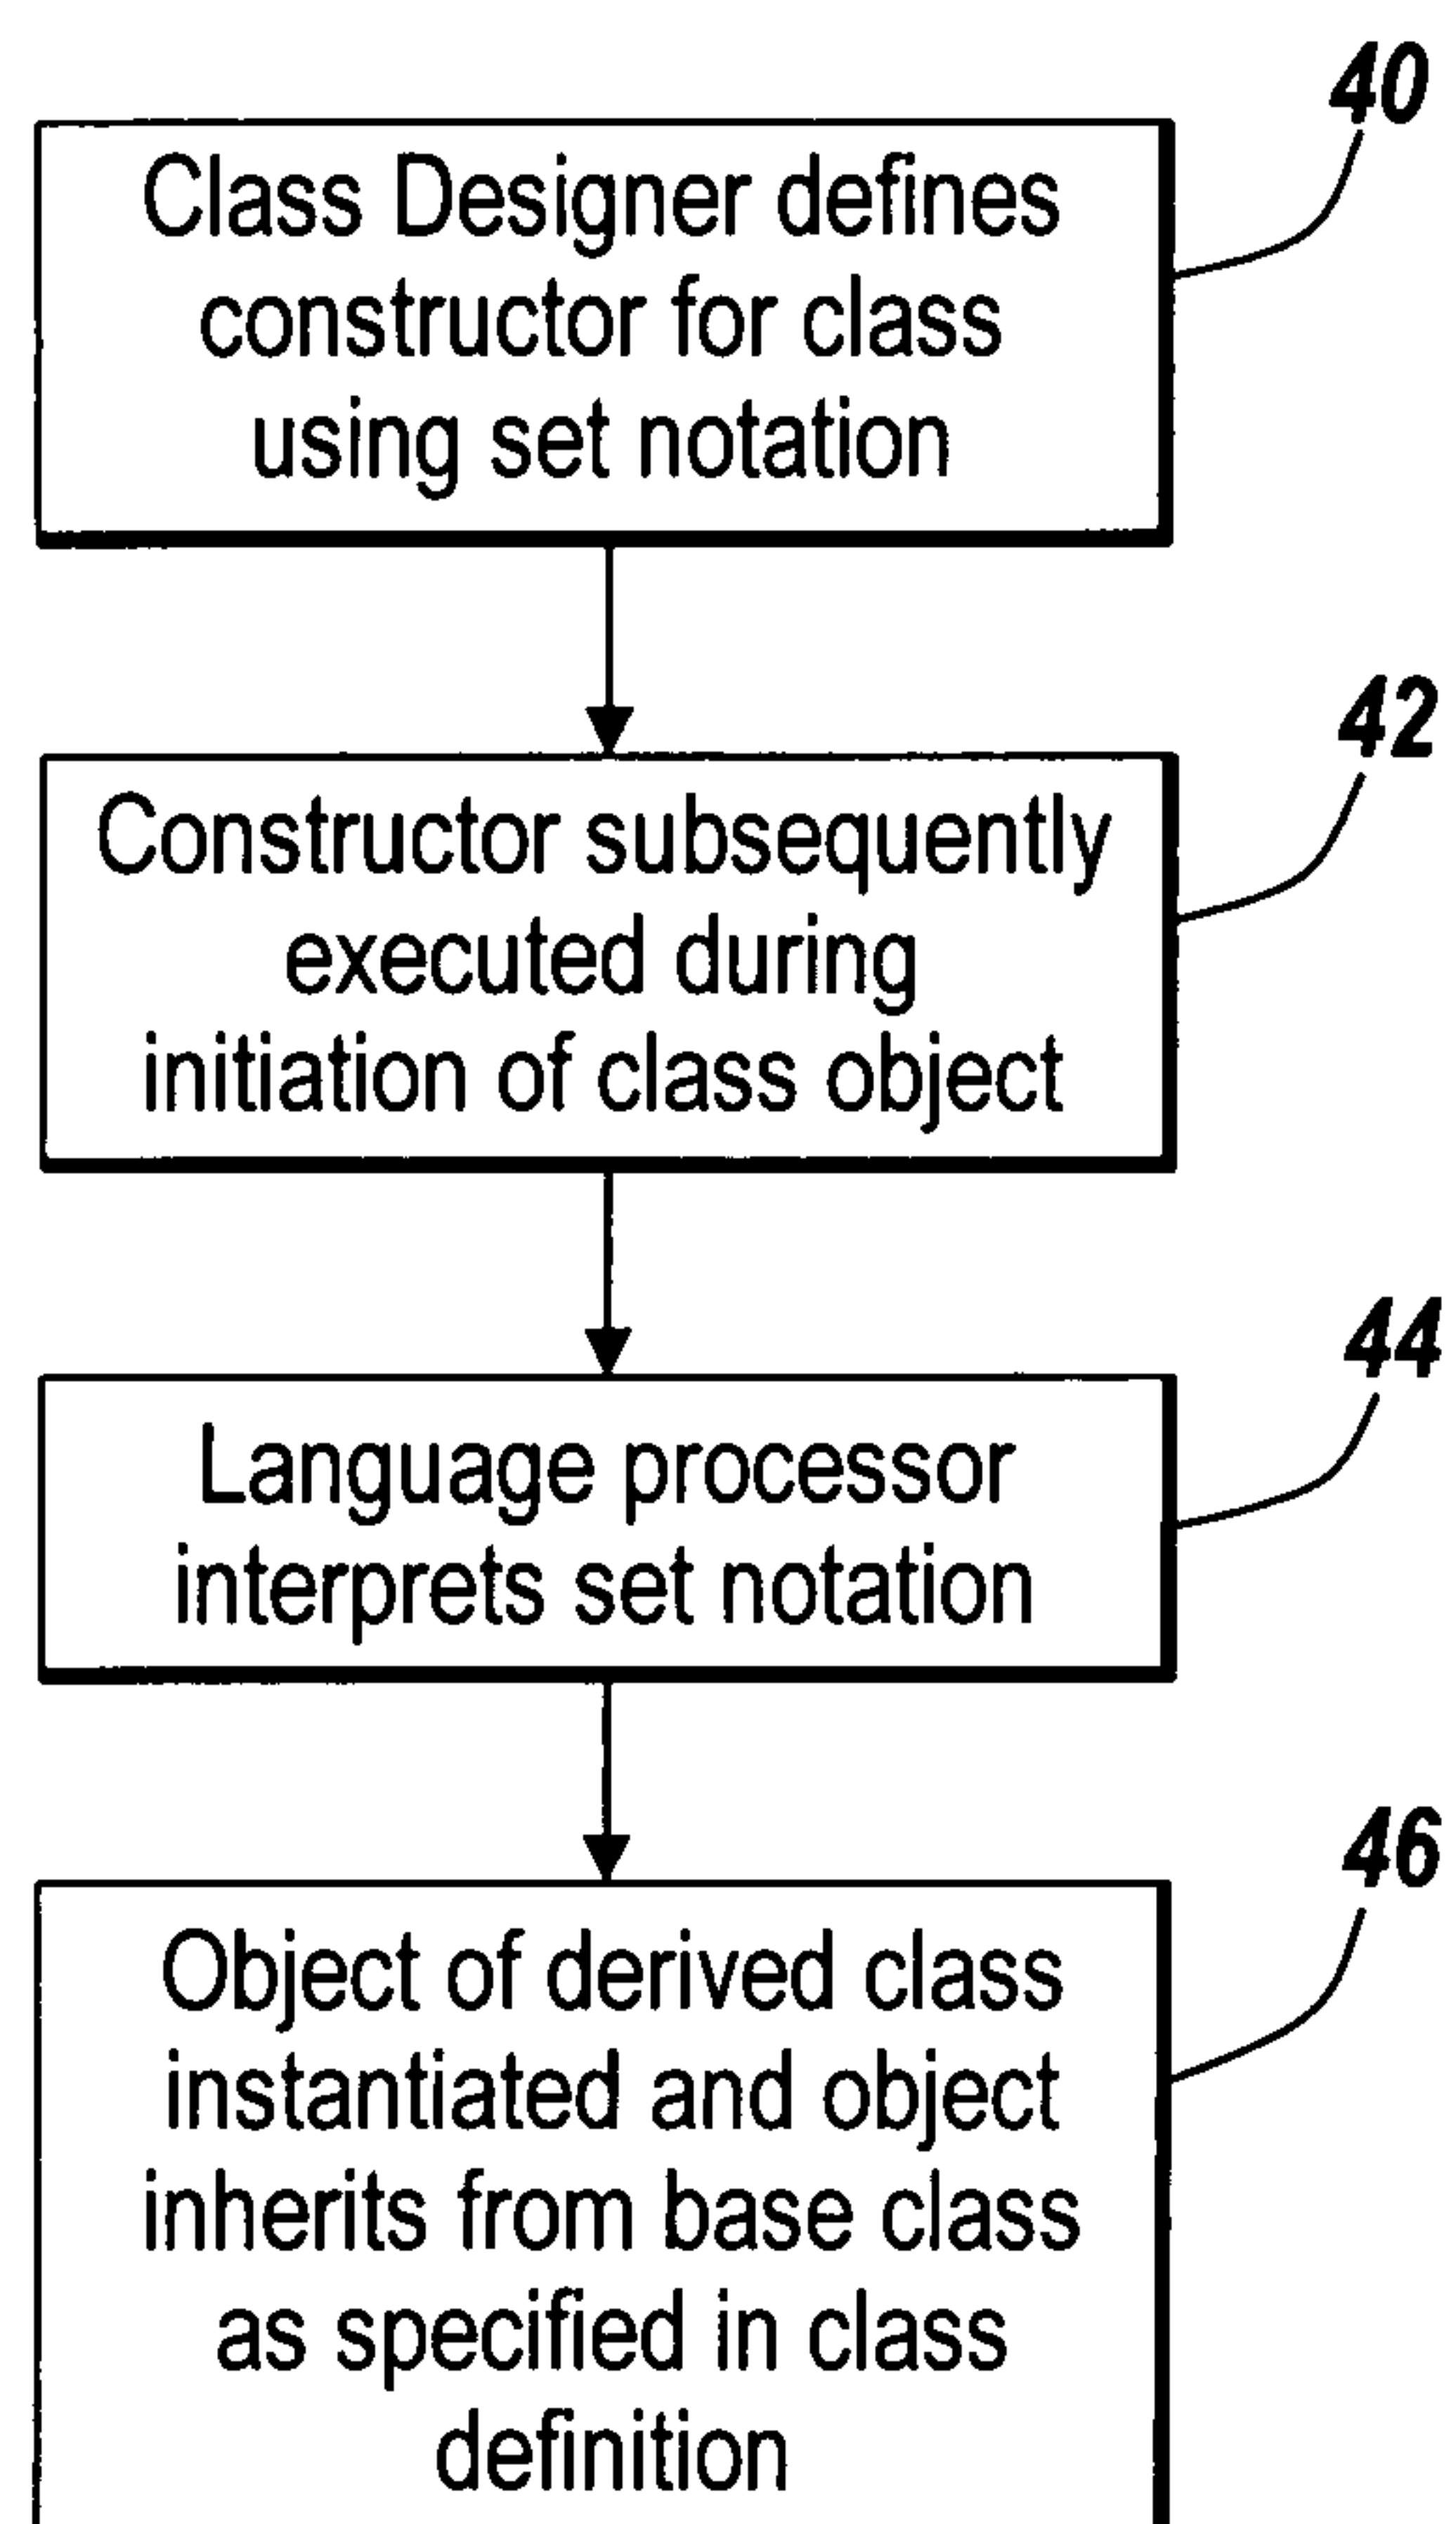 40
Class Designer defines
constructor for class
using set notation
42
Constructor subsequently
executed during
initiation of class object
44
Language processor
interprets set notation
46
Object of derived class
instantiated and object
inherits from base class
as specified in class
definition